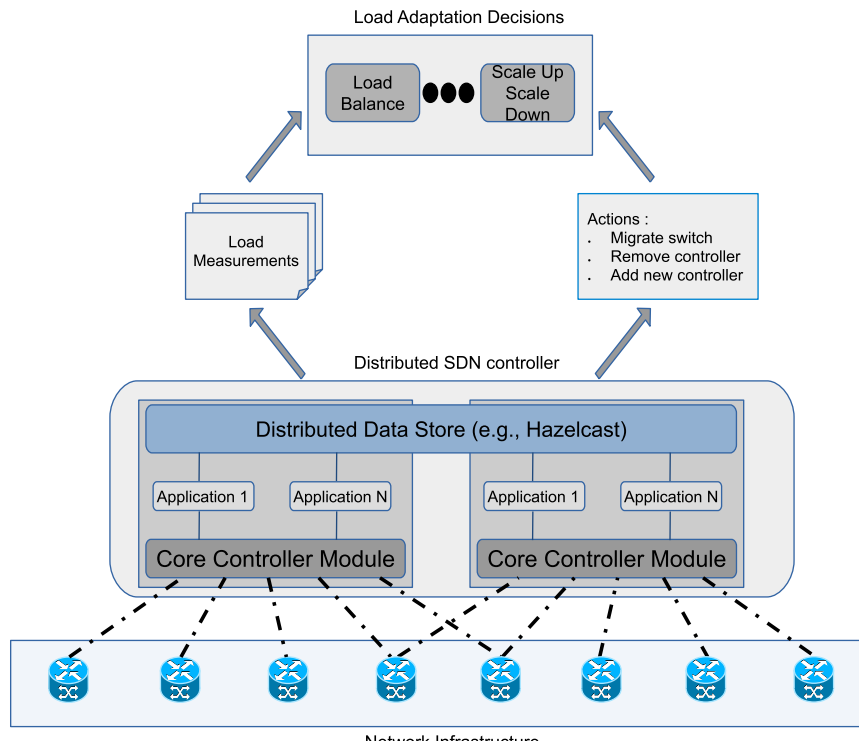 Load Adaptation Decisions
Load
Balance
Scale Up
Scale
Down
Load
Measurements
Actions :
. Migrate switch
. Remove controller
. Add new controller
Distributed SDN controller
Distributed Data Store (e.g., Hazelcast)
Application 1
Application N
Application 1
Application N
Core Controller Module
Core Controller Module
Network Infrastructure